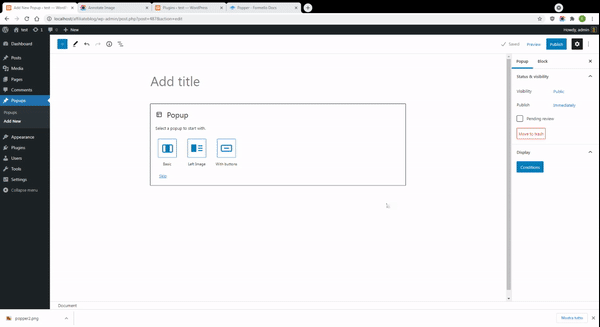 Add New Popup ‹ test — WordPr
Annotate Image
Plugins ‹ test — WordPress
Popper - Formello Docs
localhost/affiliateblog/wp-admin/post.php?post=467&action=edit
test
1
0
New
Howdy, admin
Dashboard
Saved
Preview
Publish
Posts
Media
Pages
Comments
Popups
Popups
Add New
Appearance
Plugins
Users
Tools
Settings
Collapse menu
Add title
Popup
Select a popup to start with.
Basic
Left Image
With buttons
Skip
Popup
Block
Status & visibility
Visibility
Public
Publish
Immediately
Pending review
Move to trash
Display
Conditions
Document
popper2.png